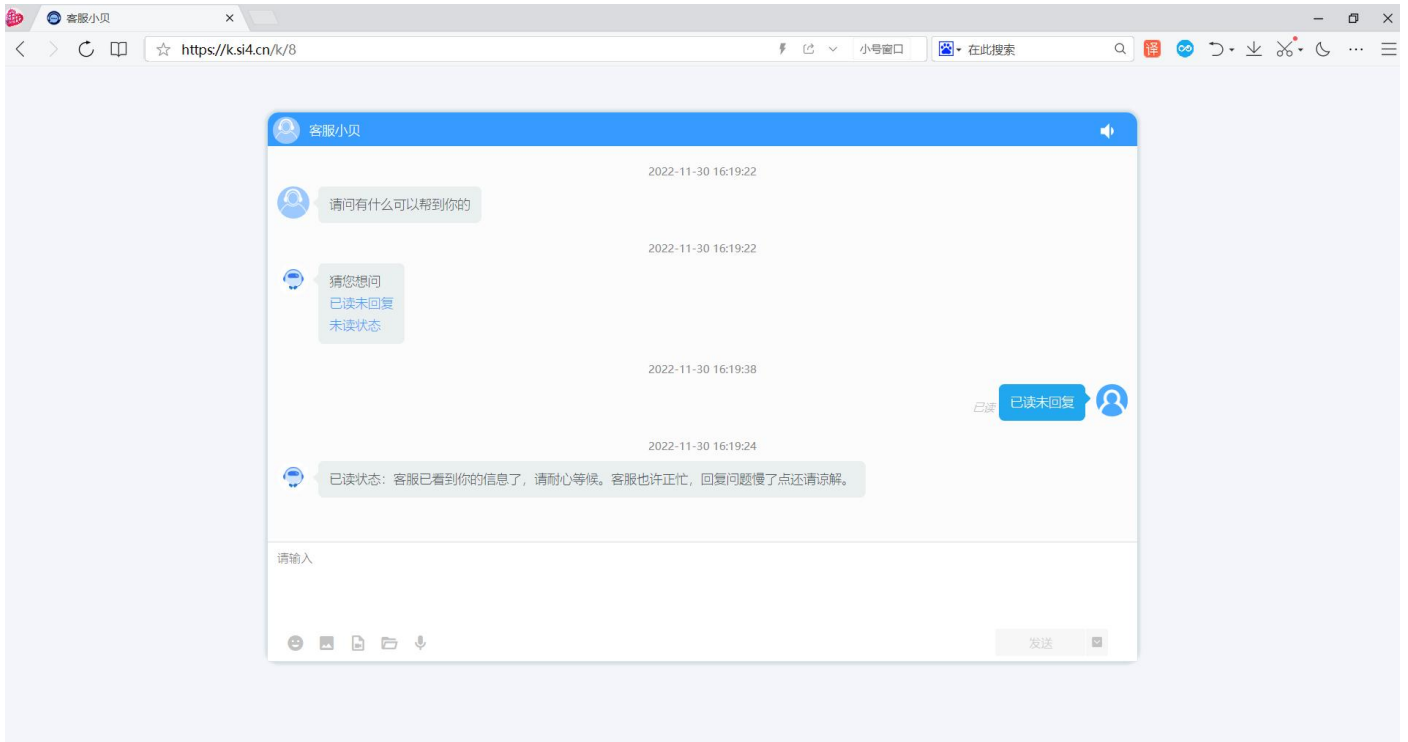 客服小贝
https://k.si4.cn/k/8
小号窗口
在此搜索
译
客服小贝
2022-11-30 16:19:22
请问有什么可以帮到你的
2022-11-30 16:19:22
猜您想问
已读未回复
未读状态
2022-11-30 16:19:38
已读 已读未回复
2022-11-30 16:19:24
已读状态：客服已看到你的信息了，请耐心等候。客服也许正忙，回复问题慢了点还请谅解。
请输入
发送